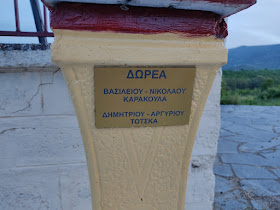 ΔΩΡΕΑ
ΒΑΣΙΛΕΙΟΥ - ΝΙΚΟΛΑΟΥ
ΚΑΡΑΚΟΥΛΑ
ΔΗΜΗΤΡΙΟΥ - ΑΡΓΥΡΙΟΥ
ΤΟΤΣΚΑ